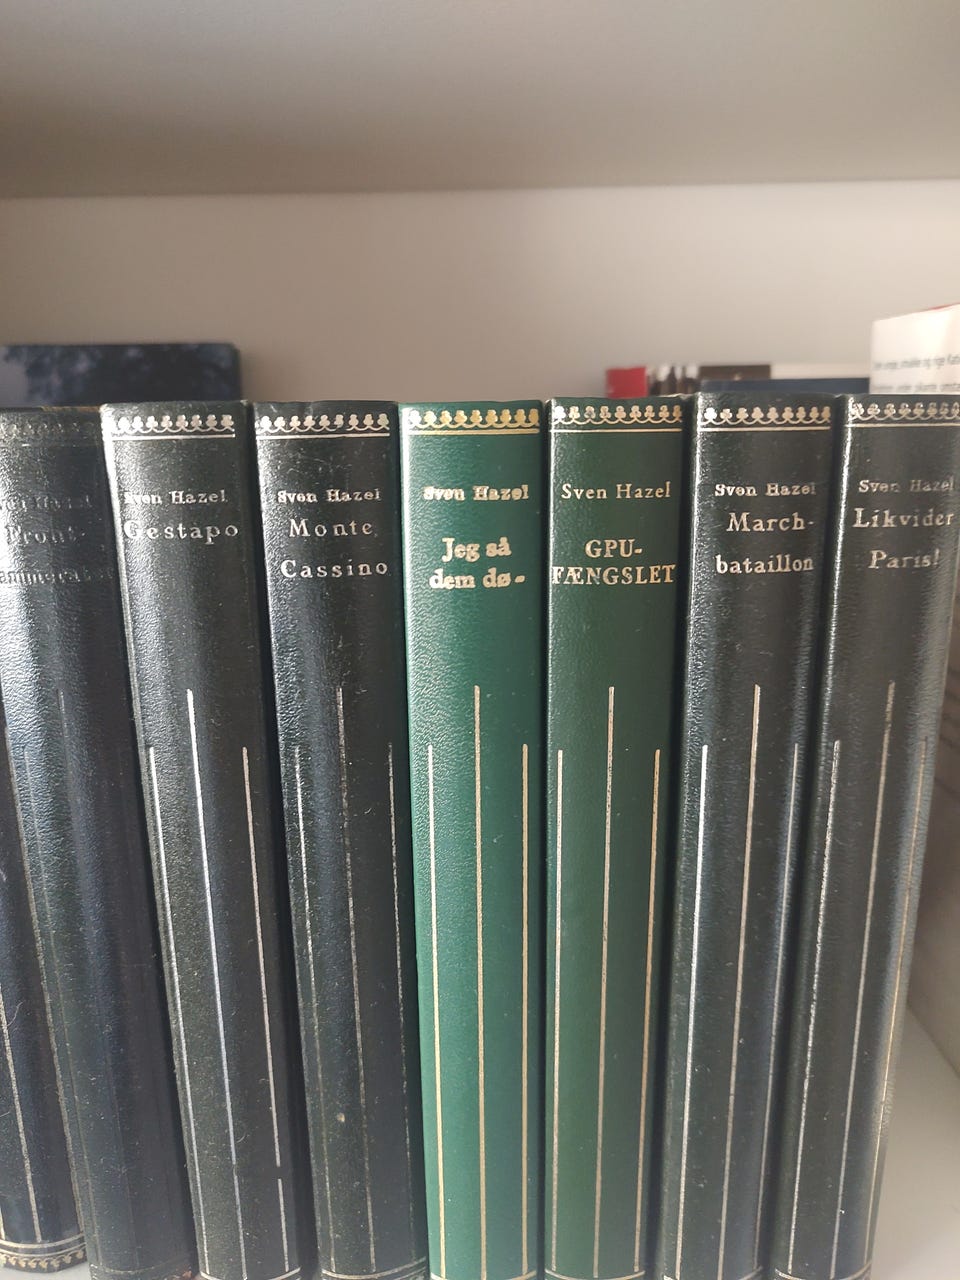 Front-
Sven Hazel
Gestapo
Sven Hazel
Monte
Cassino
Sven Hazel
Jeg så
dem dø-
Sven Hazel
GPU-
FÆNGSLET
Sven Hazel
March-
bataillon
Sven Hazel
Likvider
Paris!